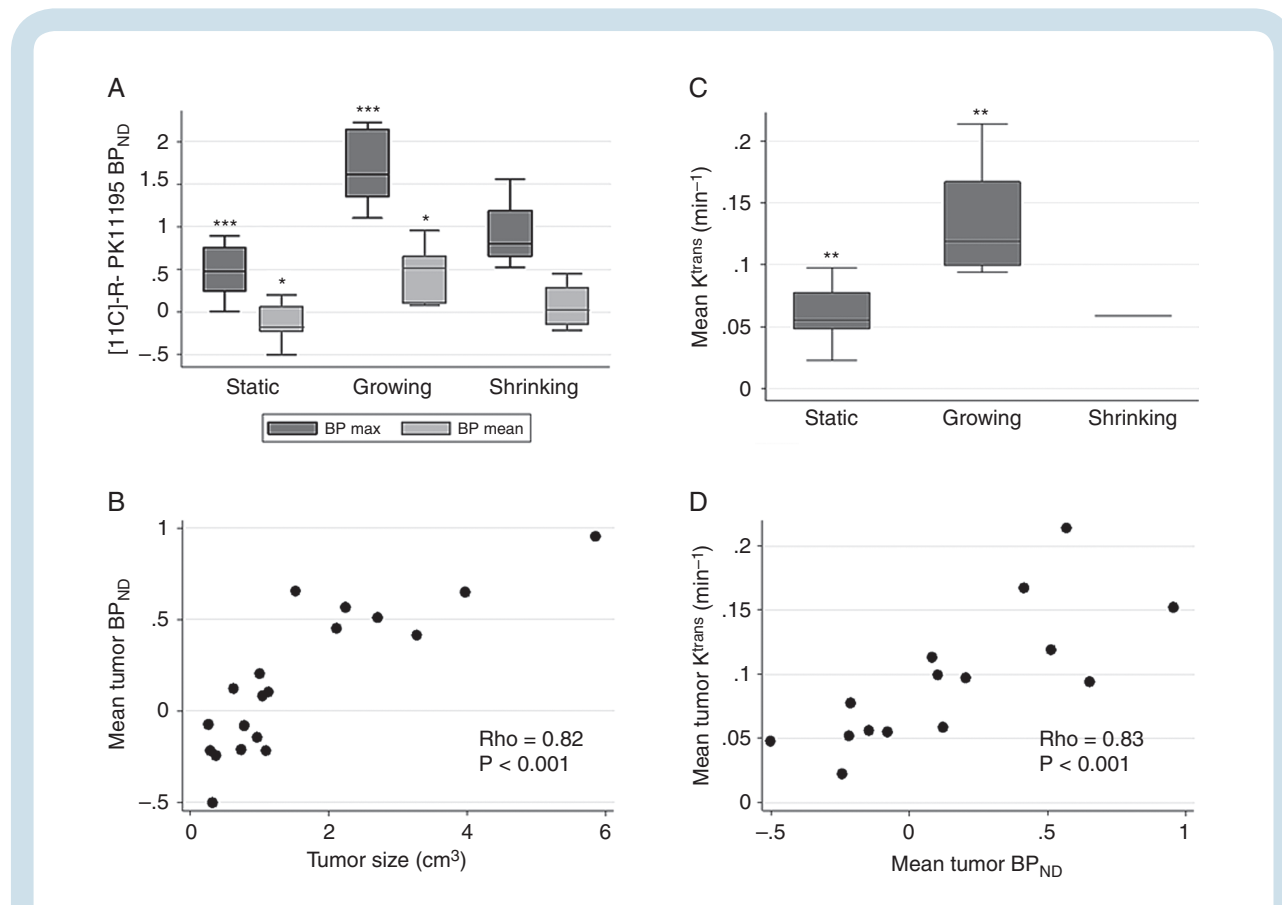 A
[11C]-R- PK11195 BPND
2
1.5
1
.5
0
–.5
***
*
***
*
Static Growing Shrinking
BP max BP mean
C
Mean Ktrans (min–1)
.2
.15
.1
.05
0
**
**
Static Growing Shrinking
B
Mean tumor BPND
1
.5
0
–.5
Rho = 0.82
P < 0.001
0 2 4 6
Tumor size (cm3)
D
Mean tumor Ktrans (min–1)
.2
.15
.1
.05
0
Rho = 0.83
P < 0.001
–.5 0 .5 1
Mean tumor BPND